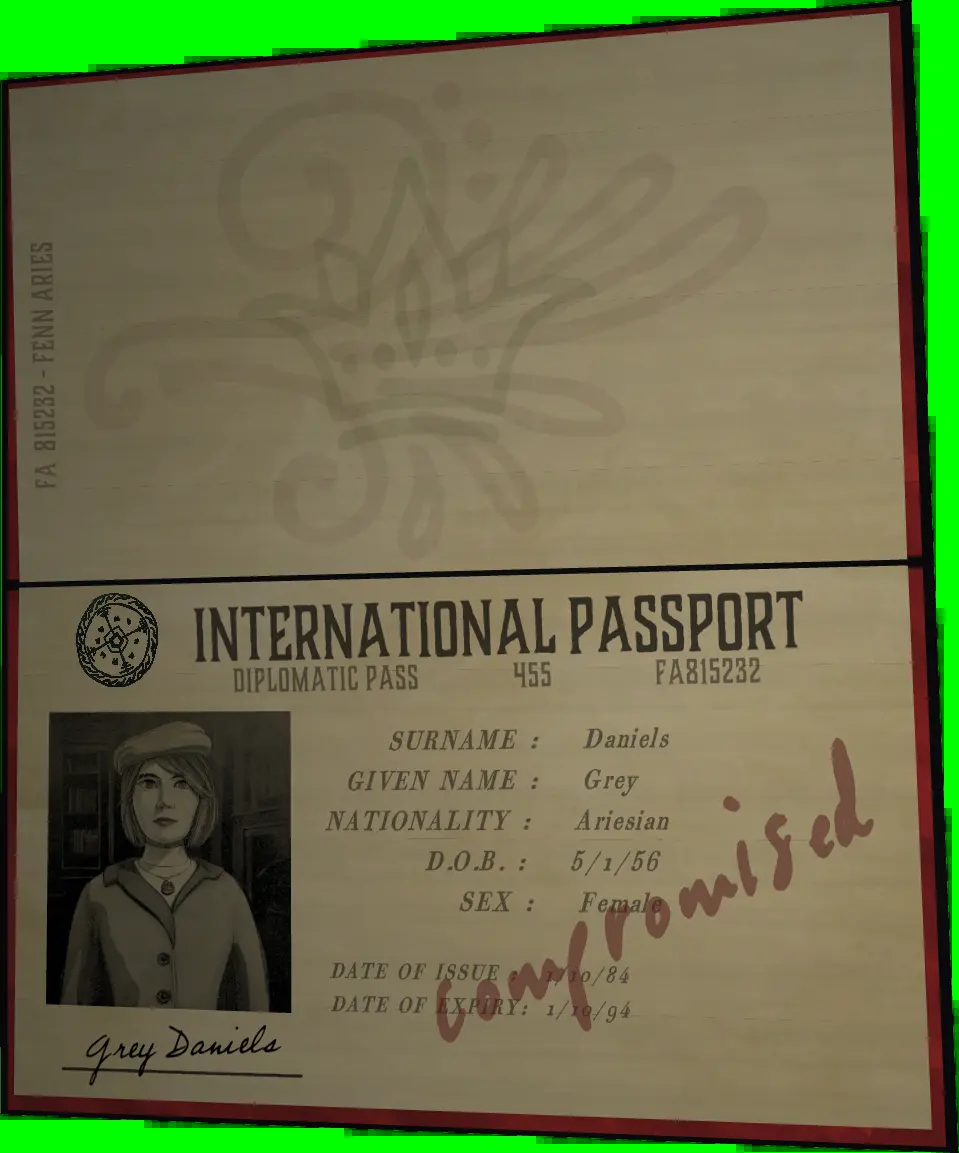 FA 815232 - FENN ARIES
INTERNATIONAL PASSPORT
DIPLOMATIC PASS 455 FA815232
SURNAME : Daniels
GIVEN NAME : Grey
NATIONALITY : Ariesian
D.O.B. : 5/1/56
SEX : Female
DATE OF ISSUE : 1/10/84
DATE OF EXPIRY: 1/10/94
compromised
Grey Daniels